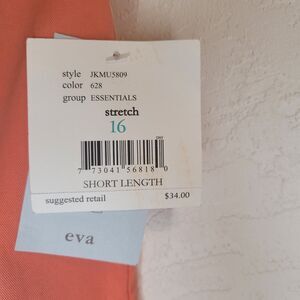 style JKMU5809
color 628
group ESSENTIALS
stretch
16
7 73041 56818 0
SHORT LENGTH
suggested retail $34.00
eva